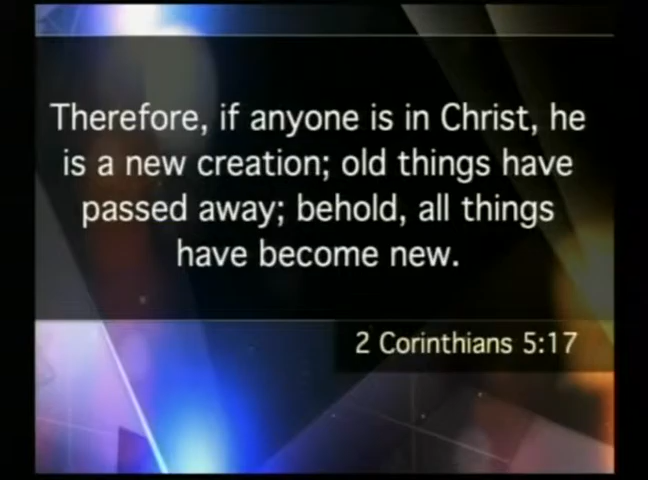 Therefore, if anyone is in Christ, he
is a new creation; old things have
passed away; behold, all things
have become new.
2 Corinthians 5:17